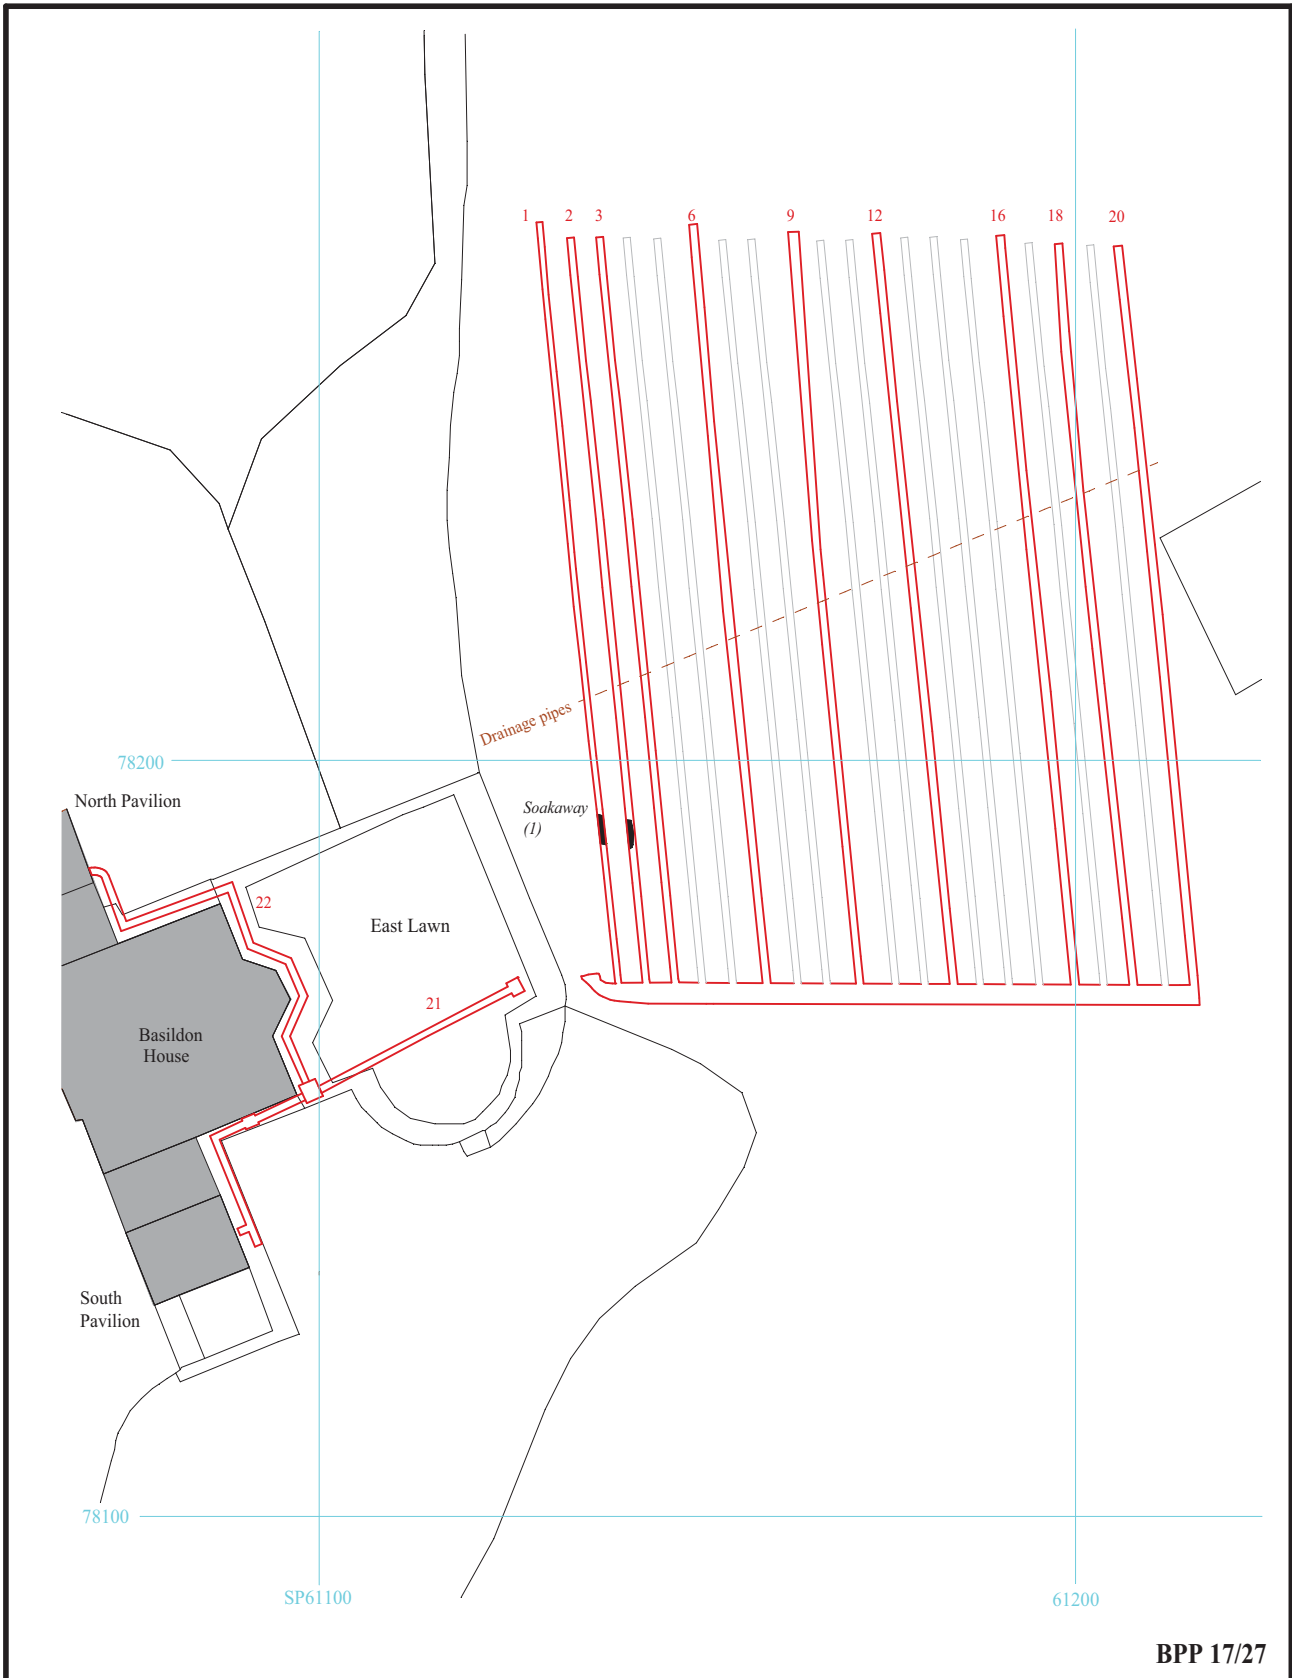 1 2 3 6 9 12 16 18 20
Drainage pipes
78200
North Pavilion
Soakaway
(1)
22
East Lawn
21
Basildon
House
South
Pavilion
78100
SP61100
61200
BPP 17/27